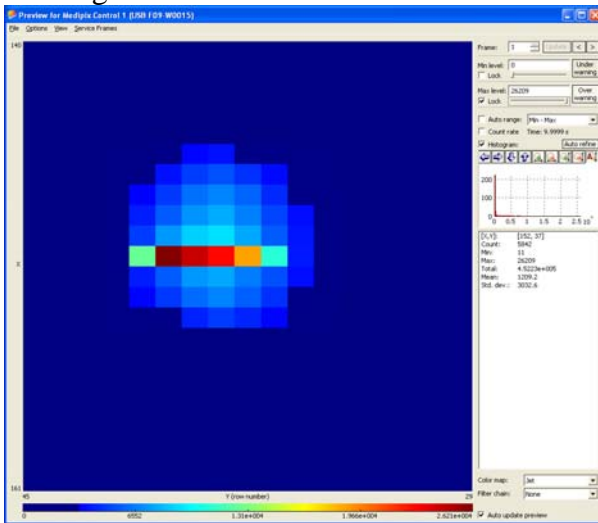 Preview for Medipix Control 1 (USB F09-W0015)
File Options View Service Frames
140
X
161
45
Y (row number)
29
0
6552
1.31e+004
1.966e+004
2.621e+004
Frame: 1 Update < >
Min level: 0 Under warning
Lock
Max level: 26209 Over warning
Lock
Auto range: Min - Max
Count rate Time: 9.9999 s
Histogram: Auto refine
200
100
0
0 0.5 1 1.5 2 2.5 10
[X,Y]: [152, 37]
Count: 5842
Min: 11
Max: 26209
Total: 4.5223e+005
Mean: 1209.2
Std. dev.: 3032.6
Color map: Jet
Filter chain: None
Auto update preview